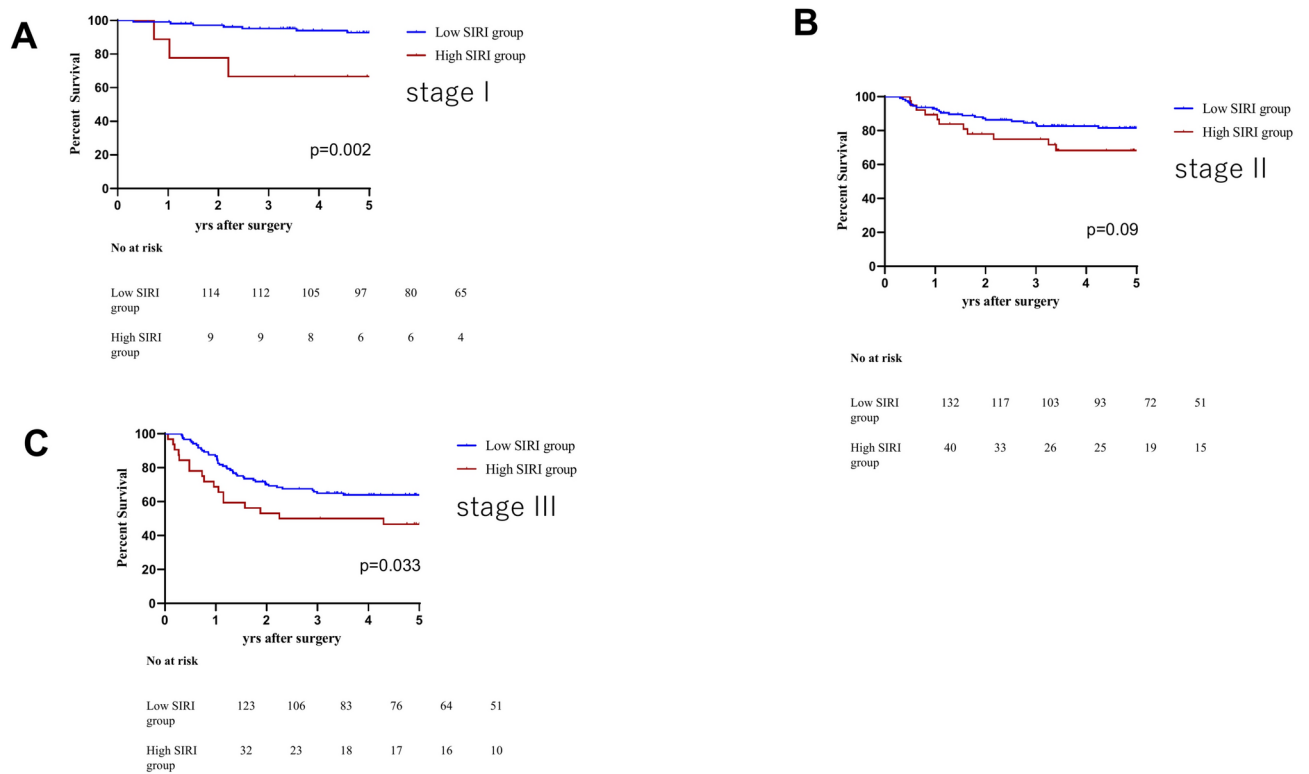 A
Percent Survival
100
80
60
40
20
0
0 1 2 3 4 5
yrs after surgery
Low SIRI group
High SIRI group
stage I
p=0.002
No at risk
Low SIRI 114 112 105 97 80 65
group
High SIRI 9 9 8 6 6 4
group
B
Percent Survival
100
80
60
40
20
0
0 1 2 3 4 5
yrs after surgery
Low SIRI group
High SIRI group
stage II
p=0.09
No at risk
Low SIRI 132 117 103 93 72 51
group
High SIRI 40 33 26 25 19 15
group
C
Percent Survival
100
80
60
40
20
0
0 1 2 3 4 5
yrs after surgery
Low SIRI group
High SIRI group
stage III
p=0.033
No at risk
Low SIRI 123 106 83 76 64 51
group
High SIRI 32 23 18 17 16 10
group